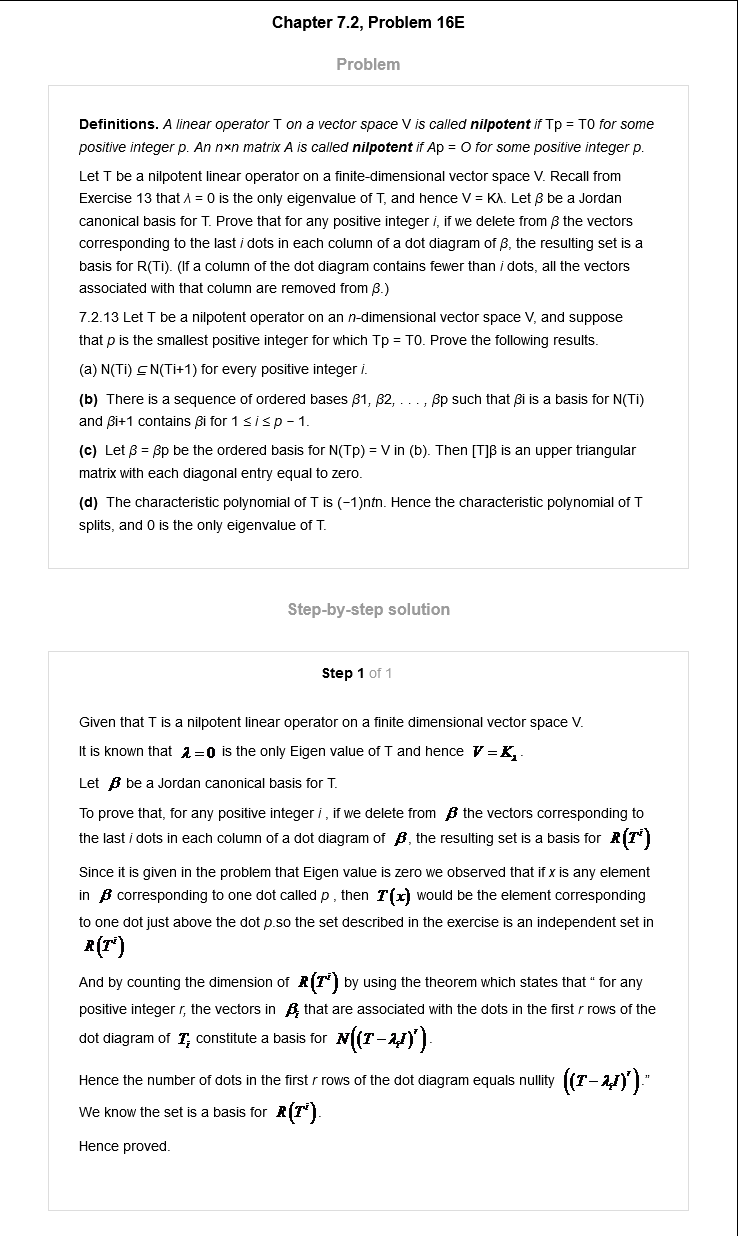 Chapter 7.2, Problem 16E
Problem
Definitions. A linear operator T on a vector space V is called nilpotent if Tp = T0 for some
positive integer p. An n×n matrix A is called nilpotent if Ap = O for some positive integer p.
Let T be a nilpotent linear operator on a finite-dimensional vector space V. Recall from
Exercise 13 that λ = 0 is the only eigenvalue of T, and hence V = Kλ. Let β be a Jordan
canonical basis for T. Prove that for any positive integer i, if we delete from β the vectors
corresponding to the last i dots in each column of a dot diagram of β, the resulting set is a
basis for R(Ti). (If a column of the dot diagram contains fewer than i dots, all the vectors
associated with that column are removed from β.)
7.2.13 Let T be a nilpotent operator on an n-dimensional vector space V, and suppose
that p is the smallest positive integer for which Tp = T0. Prove the following results.
(a) N(Ti) ⊆ N(Ti+1) for every positive integer i.
(b) There is a sequence of ordered bases β1, β2, . . . , βp such that βi is a basis for N(Ti)
and βi+1 contains βi for 1 ≤ i ≤ p − 1.
(c) Let β = βp be the ordered basis for N(Tp) = V in (b). Then [T]β is an upper triangular
matrix with each diagonal entry equal to zero.
(d) The characteristic polynomial of T is (−1)ntn. Hence the characteristic polynomial of T
splits, and 0 is the only eigenvalue of T.
Step-by-step solution
Step 1 of 1
Given that T is a nilpotent linear operator on a finite dimensional vector space V.
It is known that λ = 0 is the only Eigen value of T and hence V = K_λ.
Let β be a Jordan canonical basis for T.
To prove that, for any positive integer i , if we delete from β the vectors corresponding to
the last i dots in each column of a dot diagram of β, the resulting set is a basis for R(T^i)
Since it is given in the problem that Eigen value is zero we observed that if x is any element
in β corresponding to one dot called p , then T(x) would be the element corresponding
to one dot just above the dot p.so the set described in the exercise is an independent set in
R(T^i)
And by counting the dimension of R(T^i) by using the theorem which states that “ for any
positive integer r, the vectors in β_i that are associated with the dots in the first r rows of the
dot diagram of T_i constitute a basis for N((T − λ_i I)^r).
Hence the number of dots in the first r rows of the dot diagram equals nullity ((T − λ_i I)^r).”
We know the set is a basis for R(T^i).
Hence proved.